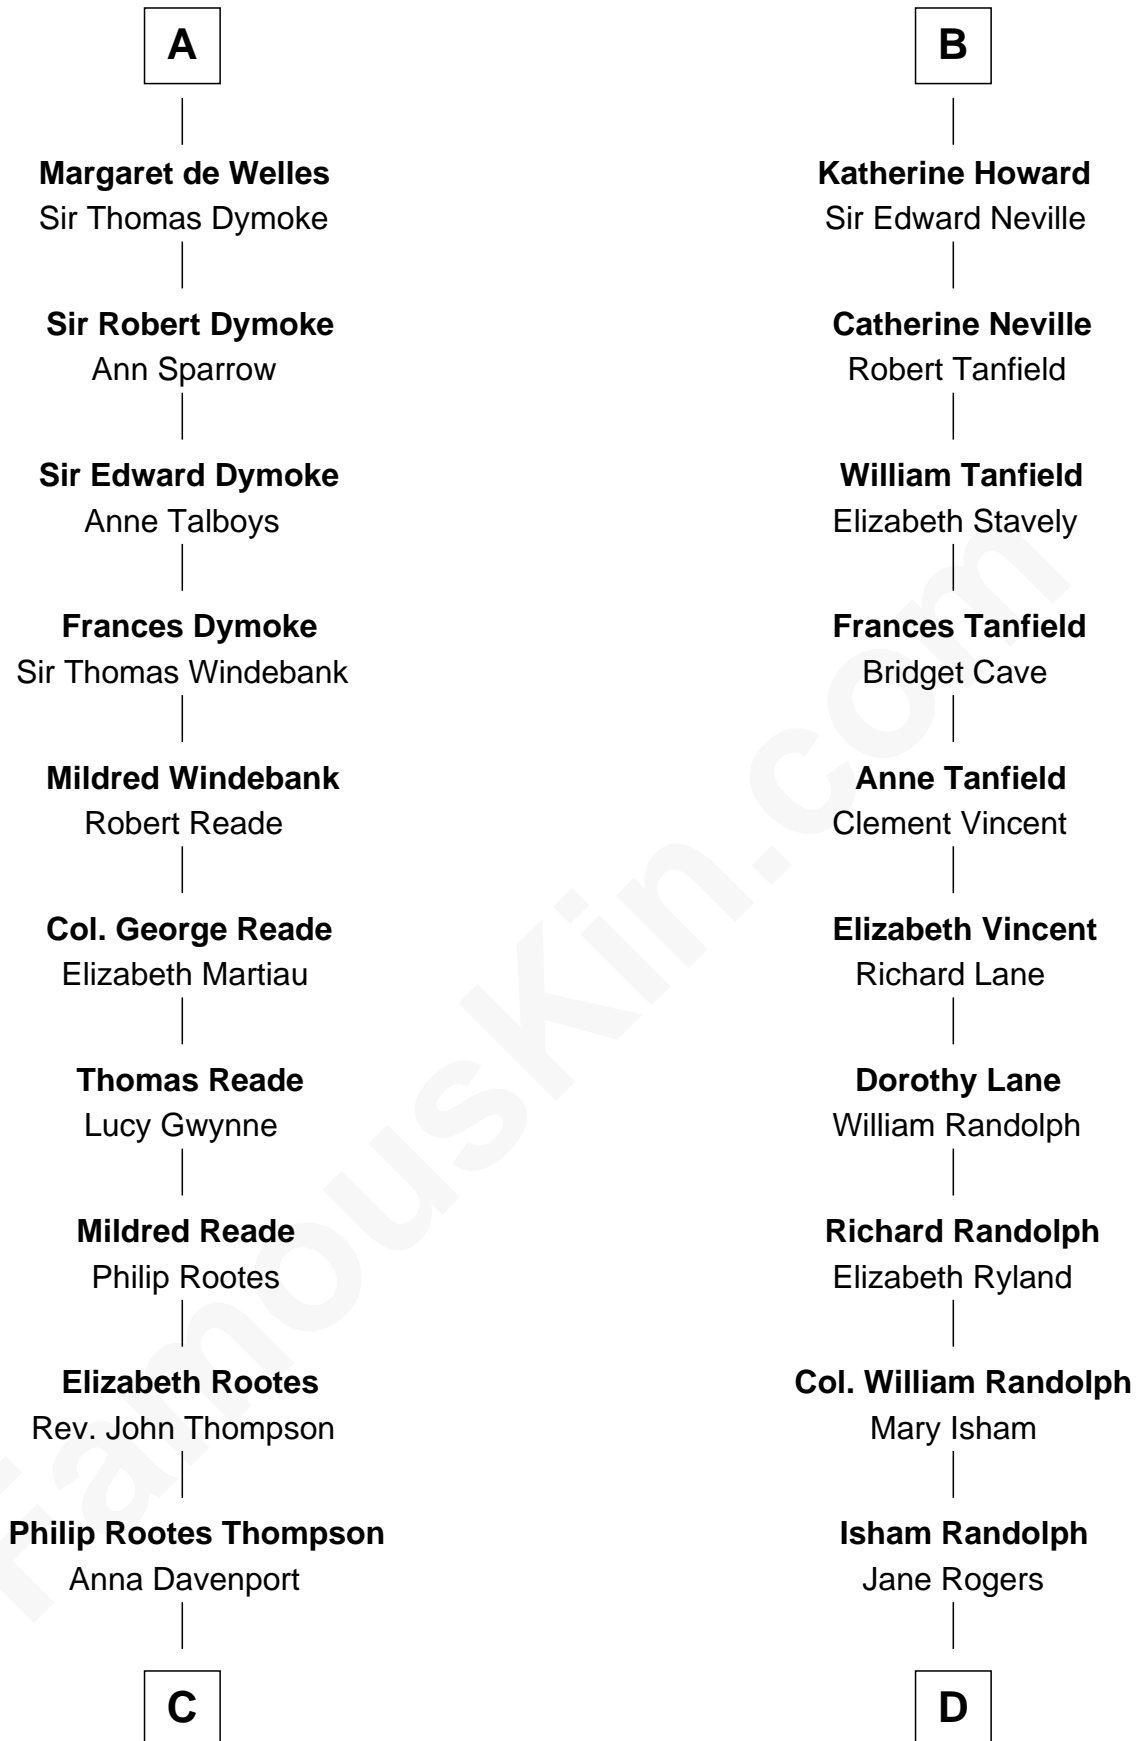 A
Margaret de Welles
Sir Thomas Dymoke
Sir Robert Dymoke
Ann Sparrow
Sir Edward Dymoke
Anne Talboys
Frances Dymoke
Sir Thomas Windebank
Mildred Windebank
Robert Reade
Col. George Reade
Elizabeth Martiau
Thomas Reade
Lucy Gwynne
Mildred Reade
Philip Rootes
Elizabeth Rootes
Rev. John Thompson
Philip Rootes Thompson
Anna Davenport
C
B
Katherine Howard
Sir Edward Neville
Catherine Neville
Robert Tanfield
William Tanfield
Elizabeth Stavely
Frances Tanfield
Bridget Cave
Anne Tanfield
Clement Vincent
Elizabeth Vincent
Richard Lane
Dorothy Lane
William Randolph
Richard Randolph
Elizabeth Ryland
Col. William Randolph
Mary Isham
Isham Randolph
Jane Rogers
D
FamousKin.com